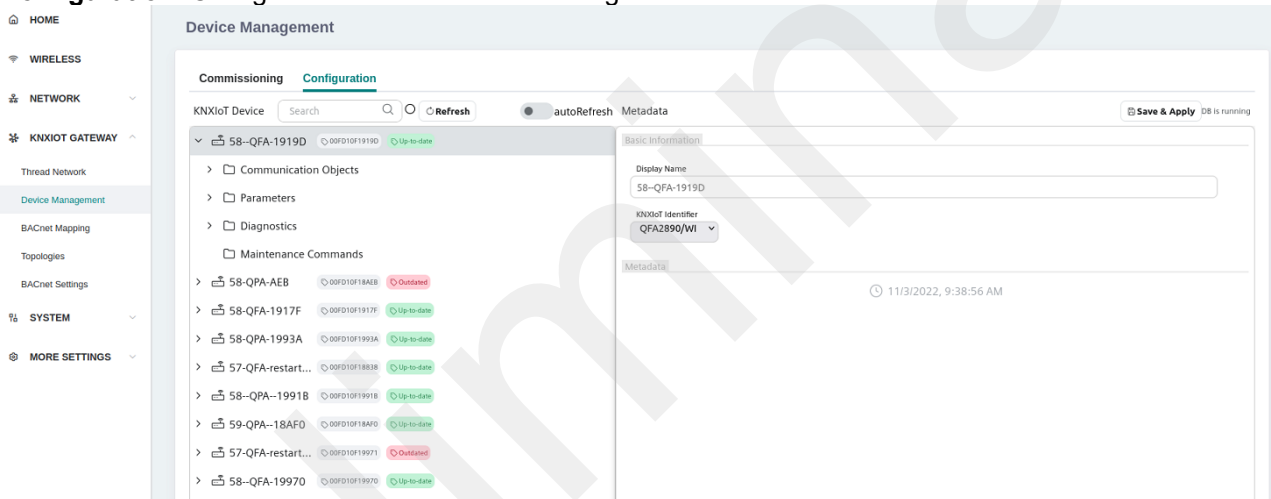 HOME
WIRELESS
NETWORK
KNXIOT GATEWAY
Thread Network
Device Management
BACnet Mapping
Topologies
BACnet Settings
SYSTEM
MORE SETTINGS
Device Management
Commissioning Configuration
KNXIoT Device Search Refresh autoRefresh
58--QFA-1919D 00FD10F1919D Up-to-date
Communication Objects
Parameters
Diagnostics
Maintenance Commands
58-QPA-AEB 00FD10F18AEB Outdated
58-QFA-1917F 00FD10F1917F Up-to-date
58-QPA-1993A 00FD10F1993A Up-to-date
57-QFA-restart... 00FD10F18838 Up-to-date
58--QPA--1991B 00FD10F1991B Up-to-date
59-QPA--18AF0 00FD10F18AF0 Up-to-date
57-QFA-restart... 00FD10F19971 Outdated
58--QFA-19970 00FD10F19970 Up-to-date
Metadata Save & Apply DB is running
Basic Information
Display Name
58--QFA-1919D
KNXIoT Identifier
QFA2890/WI
Metadata
11/3/2022, 9:38:56 AM